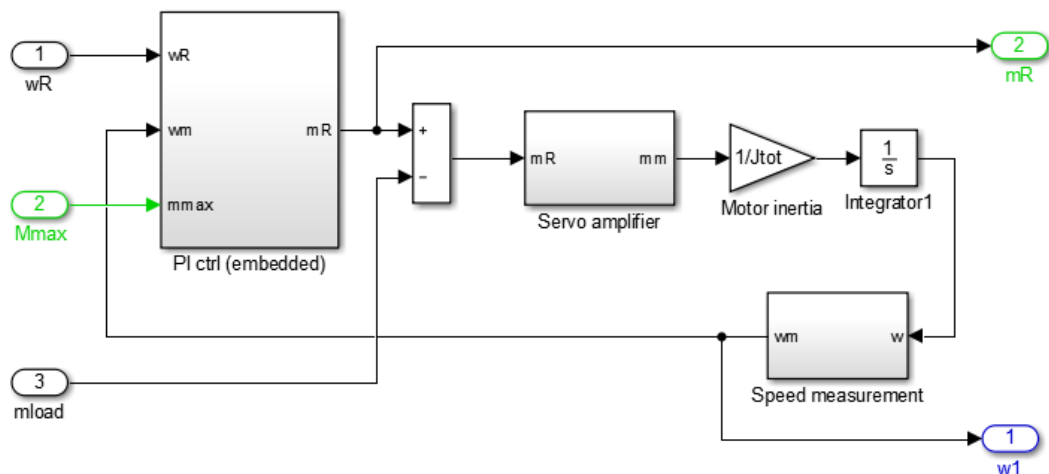 1
wR
2
Mmax
3
mload
wR
wm
mmax
mR
PI ctrl (embedded)
+
−
mR
mm
Servo amplifier
1/Jtot
Motor inertia
1
s
Integrator1
wm
w
Speed measurement
2
mR
1
w1